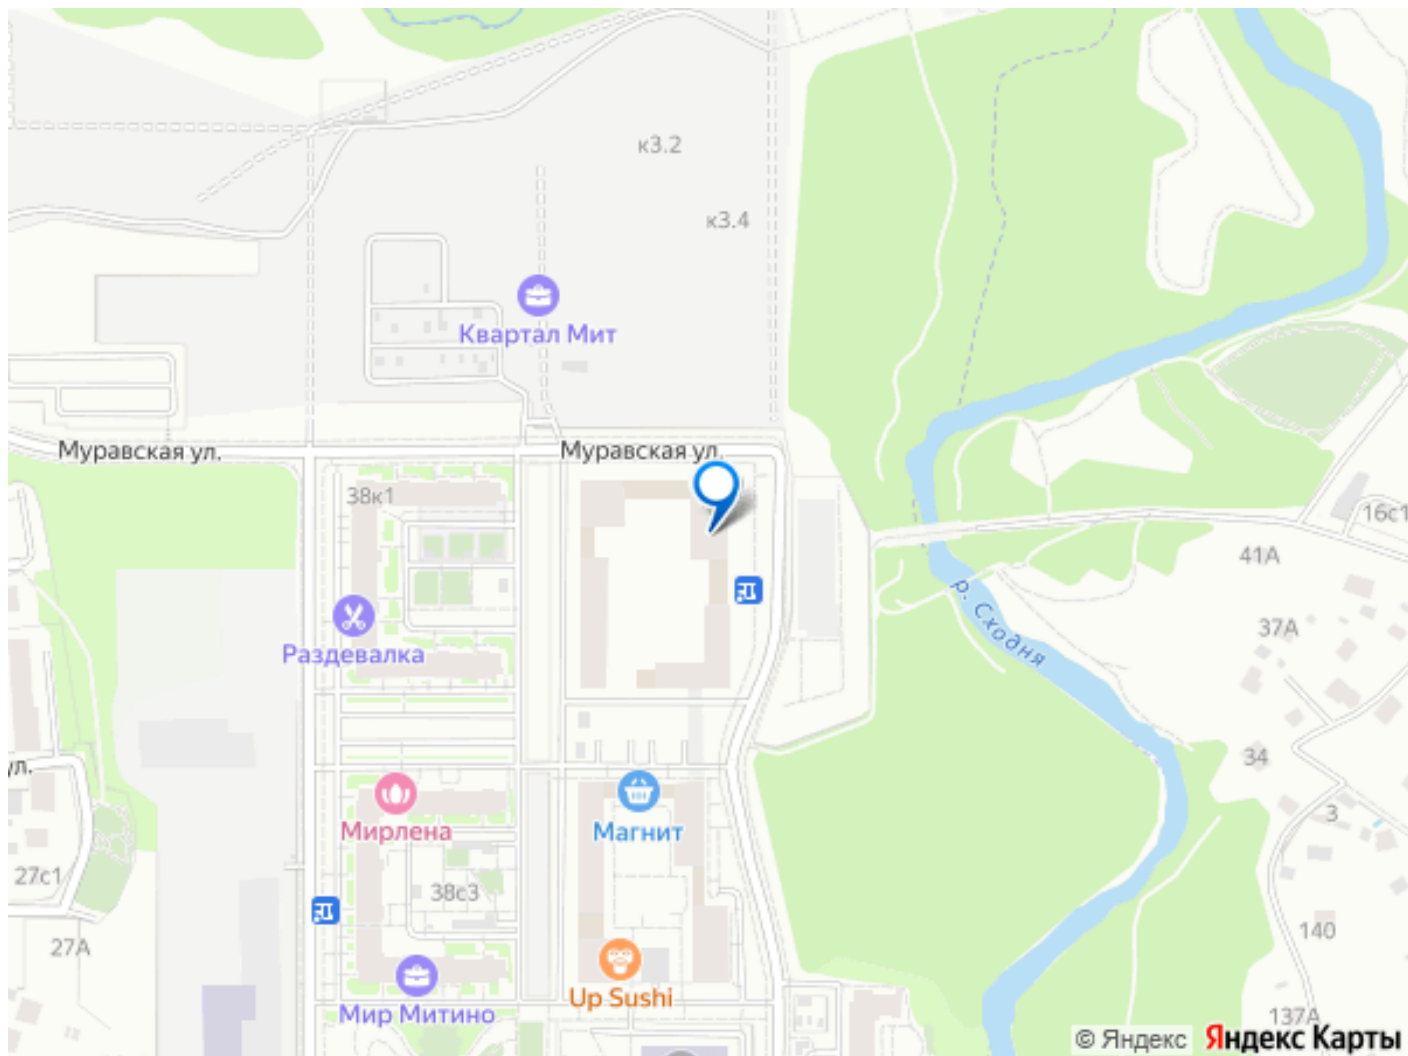 к3.2
к3.4
Квартал Мит
Муравская ул.
Муравская ул.
38к1
16с1
41А
р. Сходня
37А
Раздевалка
34
ул.
3
Мирлена
Магнит
27с1
38с3
140
27А
Up Sushi
Мир Митино
137А
© Яндекс Яндекс Карты